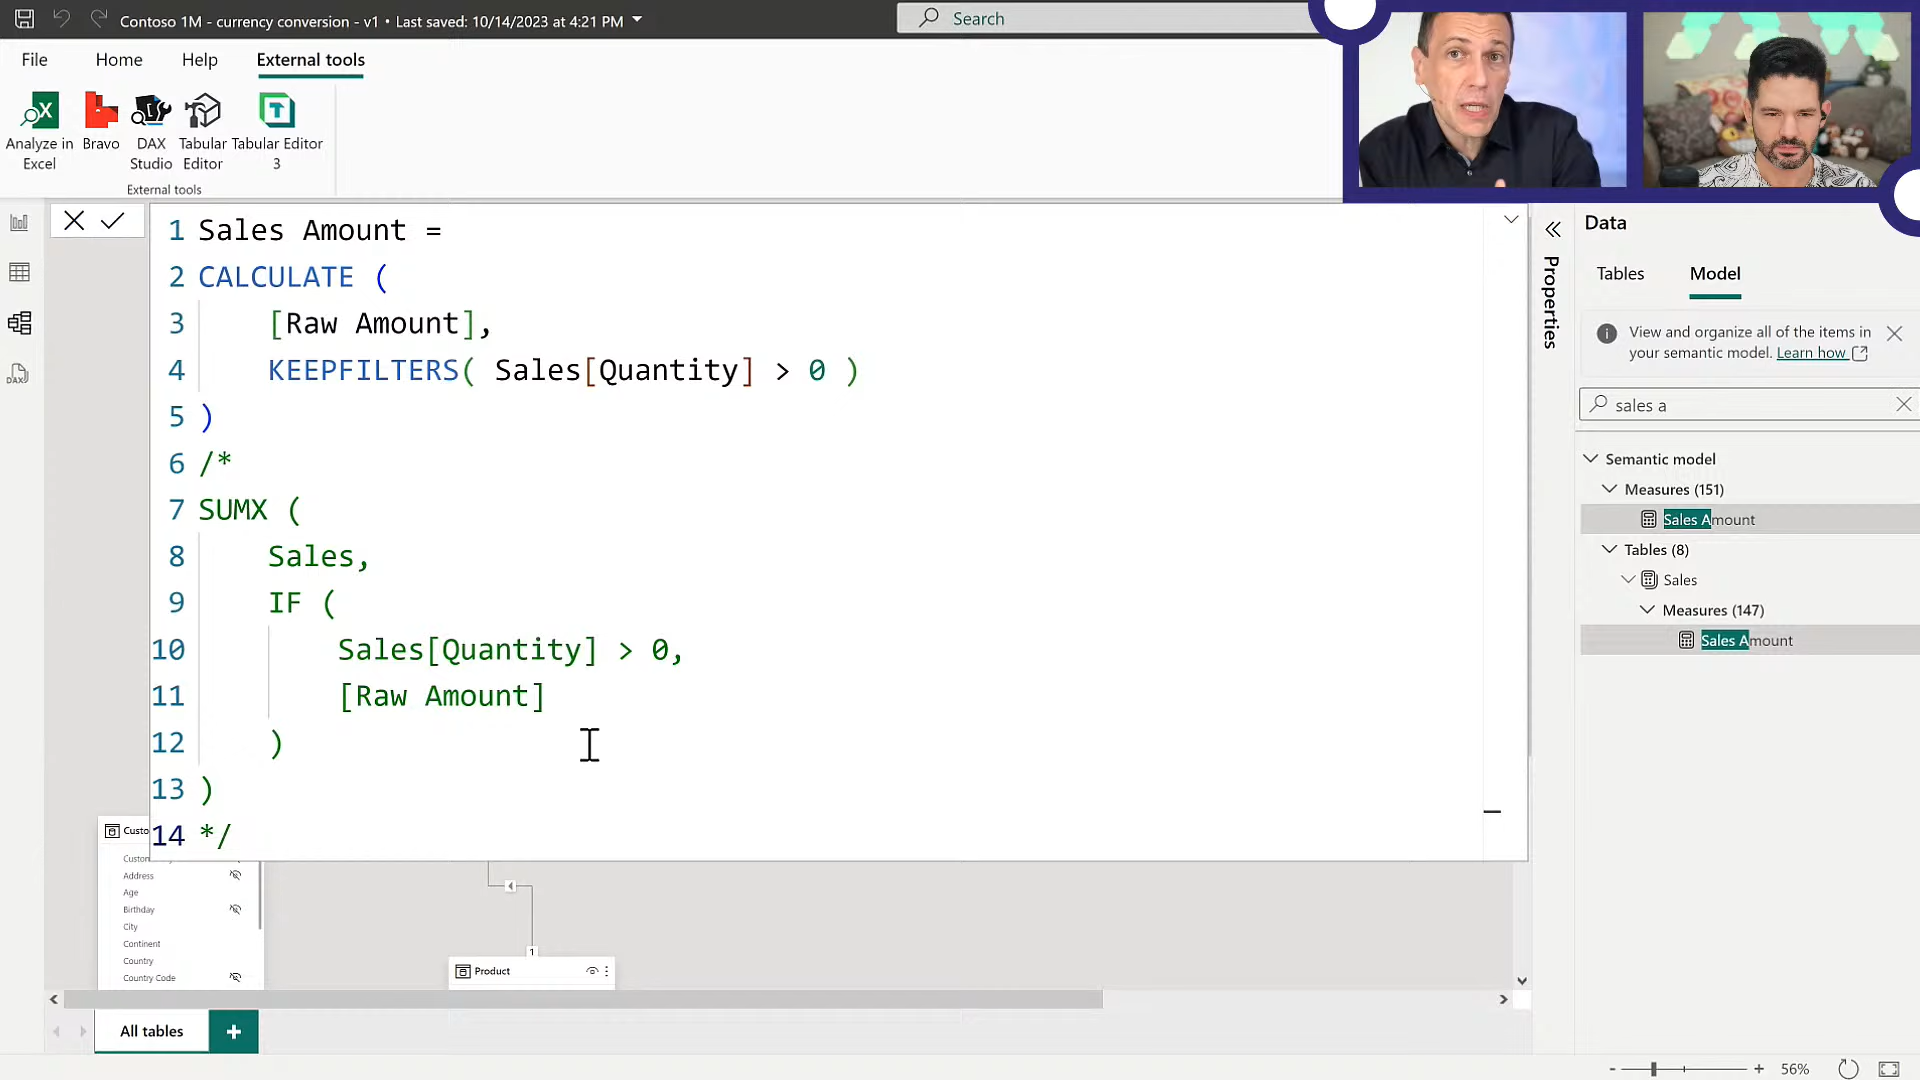 Contoso 1M - currency conversion - v1 • Last saved: 10/14/2023 at 4:21 PM
Search
File
Home
Help
External tools
Analyze in
Excel
Bravo
DAX
Studio
Tabular
Editor
Tabular Editor
3
External tools
1 Sales Amount =
2 CALCULATE (
3 [Raw Amount],
4 KEEPFILTERS( Sales[Quantity] > 0 )
5 )
6 /*
7 SUMX (
8 Sales,
9 IF (
10 Sales[Quantity] > 0,
11 [Raw Amount]
12 )
13 )
14 */
Properties
Data
Tables
Model
View and organize all of the items in
your semantic model. Learn how
sales a
Semantic model
Measures (151)
Sales Amount
Tables (8)
Sales
Measures (147)
Sales Amount
DAX
Custo
Address
Age
Birthday
City
Continent
Country
Country Code
1
Product
All tables
+
- + 56%